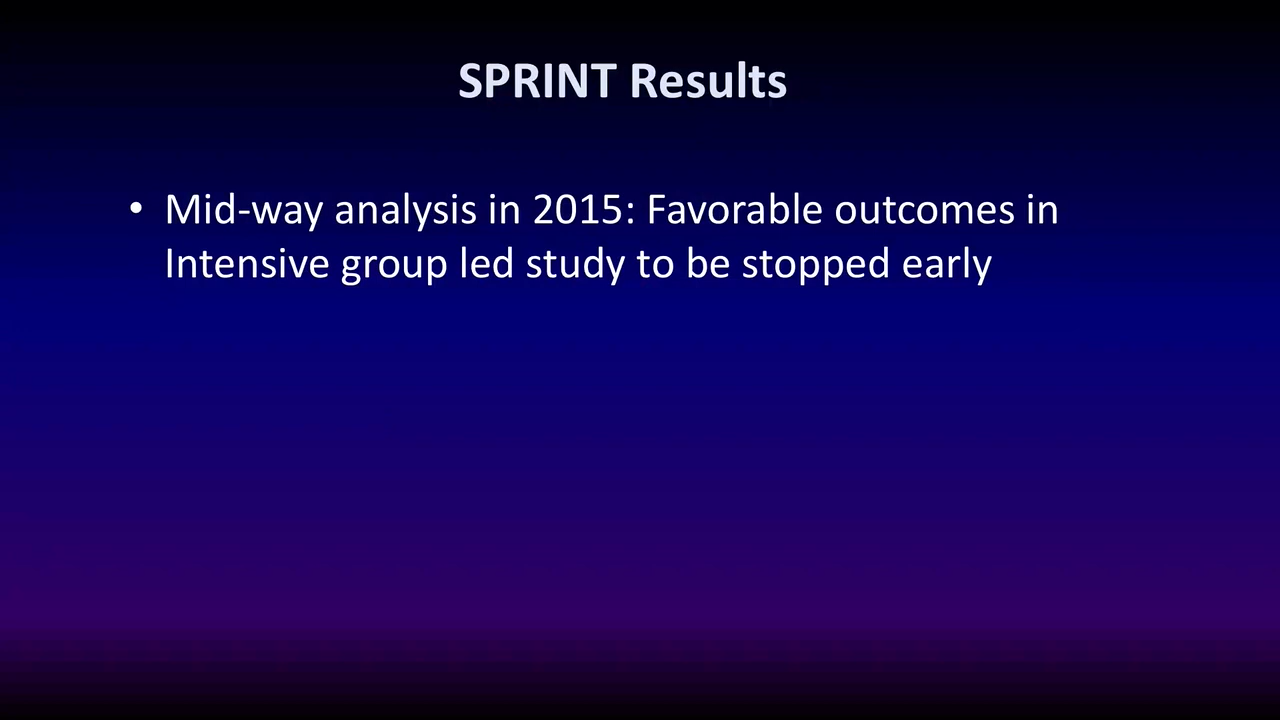 SPRINT Results
• Mid-way analysis in 2015: Favorable outcomes in
Intensive group led study to be stopped early